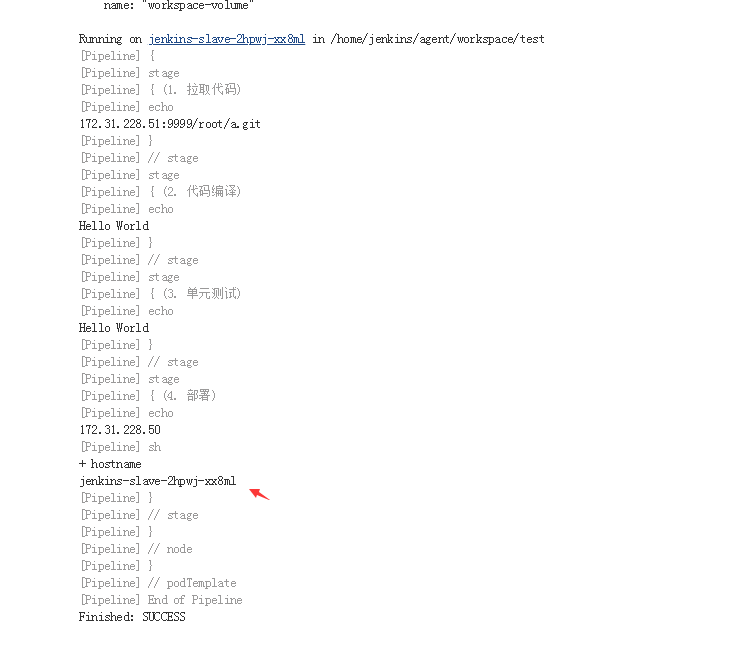 name: "workspace-volume"
Running on jenkins-slave-2hpwj-xx8ml in /home/jenkins/agent/workspace/test
[Pipeline] {
[Pipeline] stage
[Pipeline] { (1. 拉取代码)
[Pipeline] echo
172.31.228.51:9999/root/a.git
[Pipeline] }
[Pipeline] // stage
[Pipeline] stage
[Pipeline] { (2. 代码编译)
[Pipeline] echo
Hello World
[Pipeline] }
[Pipeline] // stage
[Pipeline] stage
[Pipeline] { (3. 单元测试)
[Pipeline] echo
Hello World
[Pipeline] }
[Pipeline] // stage
[Pipeline] stage
[Pipeline] { (4. 部署)
[Pipeline] echo
172.31.228.50
[Pipeline] sh
+ hostname
jenkins-slave-2hpwj-xx8ml
[Pipeline] }
[Pipeline] // stage
[Pipeline] }
[Pipeline] // node
[Pipeline] }
[Pipeline] // podTemplate
[Pipeline] End of Pipeline
Finished: SUCCESS